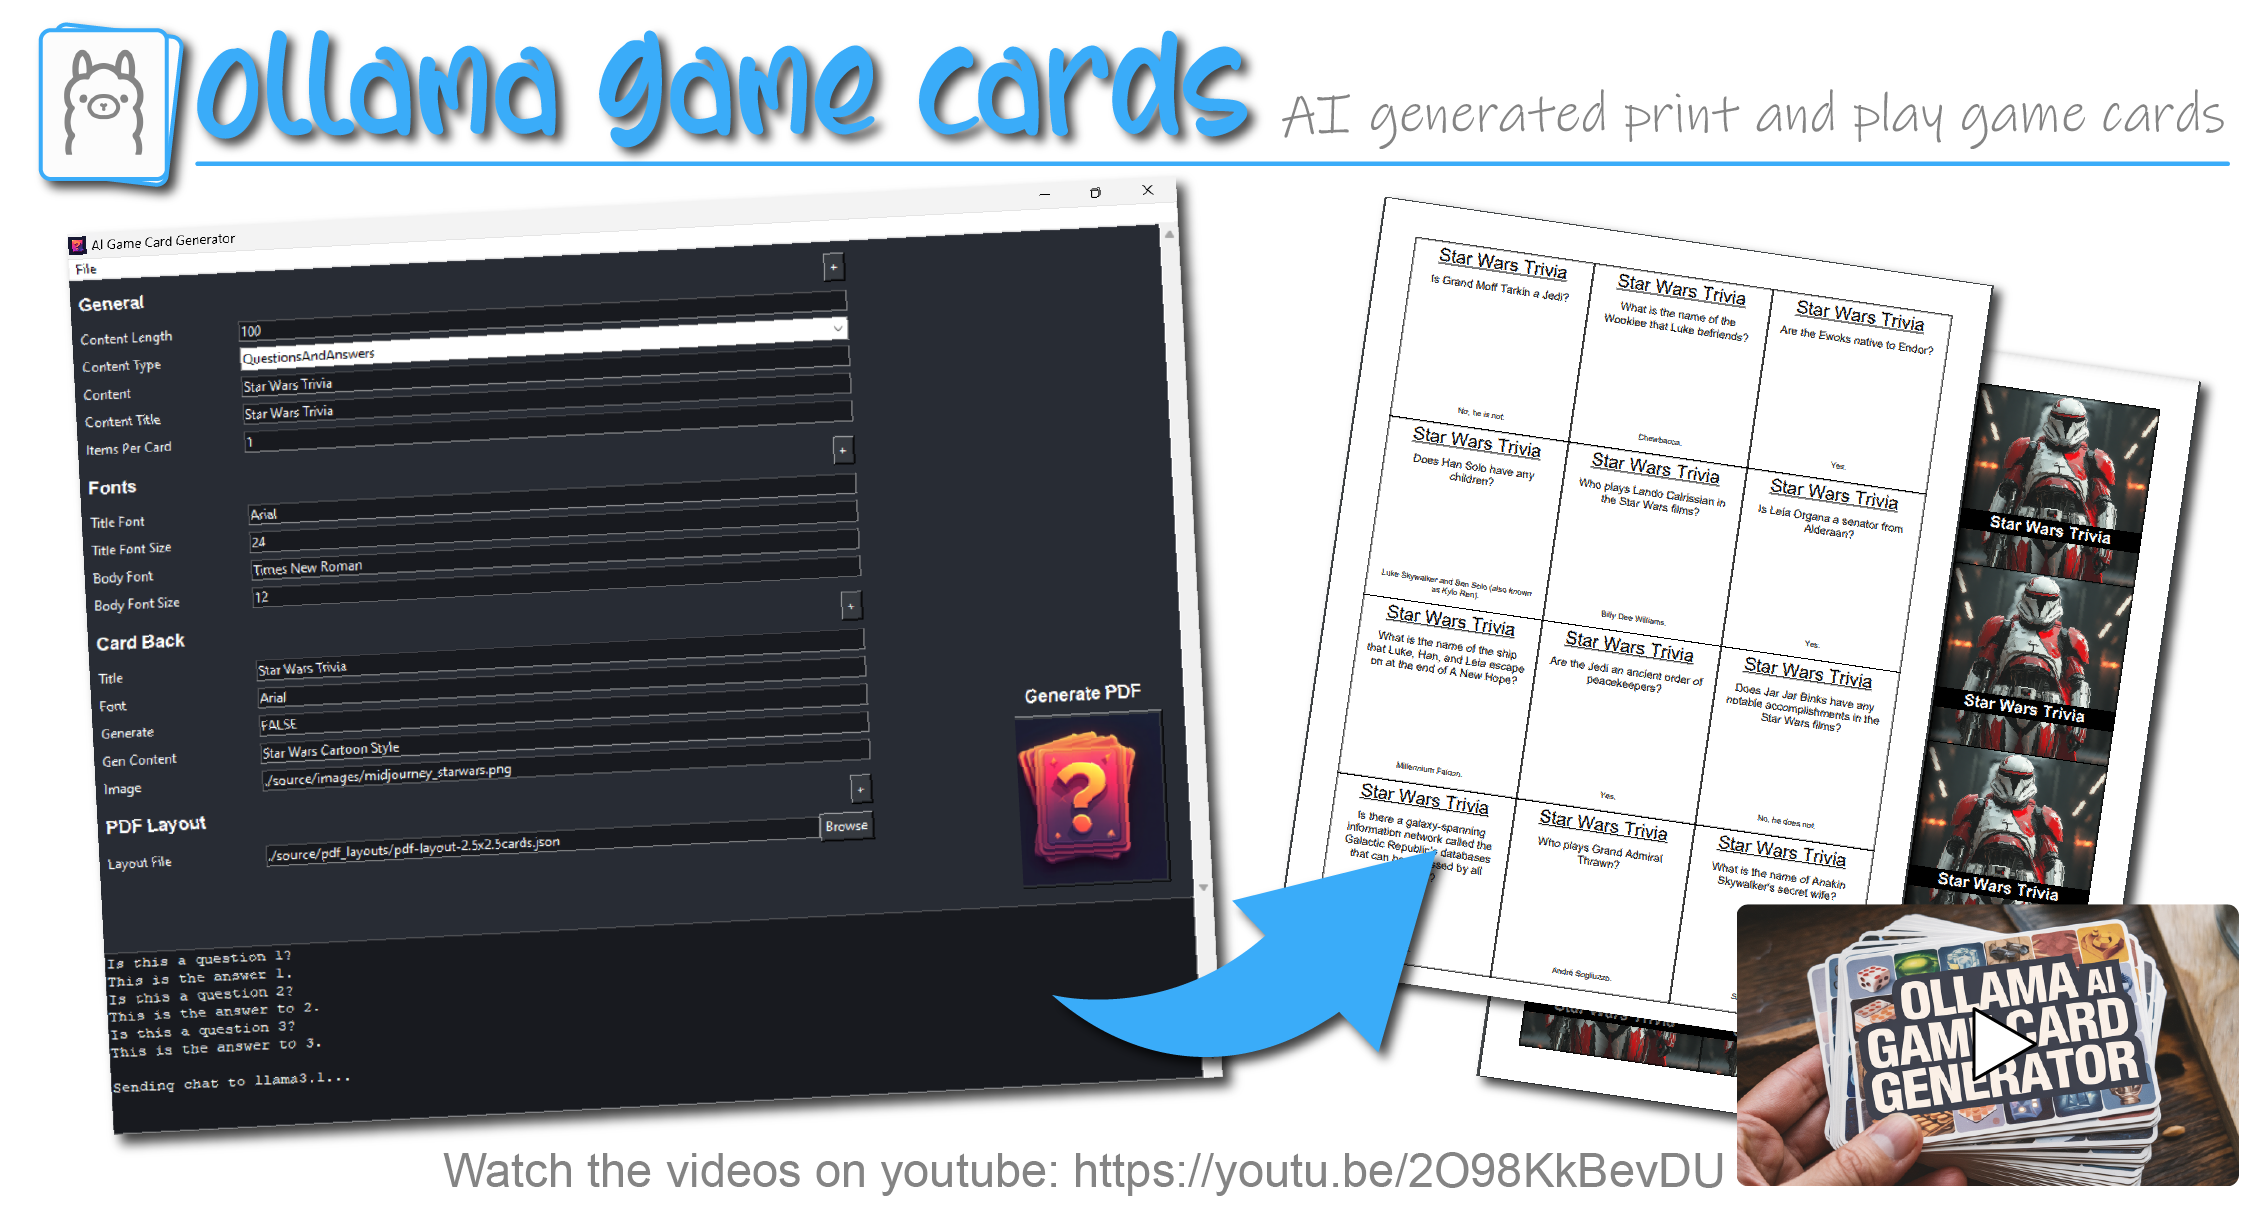 ollama game cards
AI generated print and play game cards
AI Game Card Generator
File
General
+
Content Length
100
Content Type
QuestionsAndAnswers
Content
Star Wars Trivia
Content Title
Star Wars Trivia
Items Per Card
1
+
Fonts
Title Font
Arial
Title Font Size
24
Body Font
Times New Roman
Body Font Size
12
+
Card Back
Title
Star Wars Trivia
Font
Arial
Generate
FALSE
Gen Content
Star Wars Cartoon Style
Image
./source/images/midjourney_starwars.png
+
PDF Layout
Layout File
./source/pdf_layouts/pdf-layout-2.5x2.5cards.json
Browse
Generate PDF
?
Is this a question 1?
This is the answer 1.
Is this a question 2?
This is the answer to 2.
Is this a question 3?
This is the answer to 3.
Sending chat to llama3.1...
Star Wars Trivia
Is Grand Moff Tarkin a Jedi?
No, he is not.
Star Wars Trivia
What is the name of the
Wookiee that Luke befriends?
Chewbacca.
Star Wars Trivia
Are the Ewoks native to Endor?
Yes.
Star Wars Trivia
Does Han Solo have any
children?
Luke Skywalker and Ben Solo (also known
as Kylo Ren).
Star Wars Trivia
Who plays Lando Calrissian in
the Star Wars films?
Billy Dee Williams.
Star Wars Trivia
Is Leia Organa a senator from
Alderaan?
Yes.
Star Wars Trivia
What is the name of the ship
that Luke, Han, and Leia escape
on at the end of A New Hope?
Millennium Falcon.
Star Wars Trivia
Are the Jedi an ancient order of
peacekeepers?
Yes.
Star Wars Trivia
Does Jar Jar Binks have any
notable accomplishments in the
Star Wars films?
No, he does not.
Star Wars Trivia
Is there a galaxy-spanning
information network called the
Galactic Republic's databases
that can be
by all
?
Star Wars Trivia
Who plays Grand Admiral
Thrawn?
André Sogliuzzo.
Star Wars Trivia
What is the name of Anakin
Skywalker's secret wife?
Star Wars Trivia
Star Wars Trivia
Star Wars Trivia
Star Wars Trivia
OLLAMA AI
GAME CARD
GENERATOR
Watch the videos on youtube: https://youtu.be/2O98KkBevDU